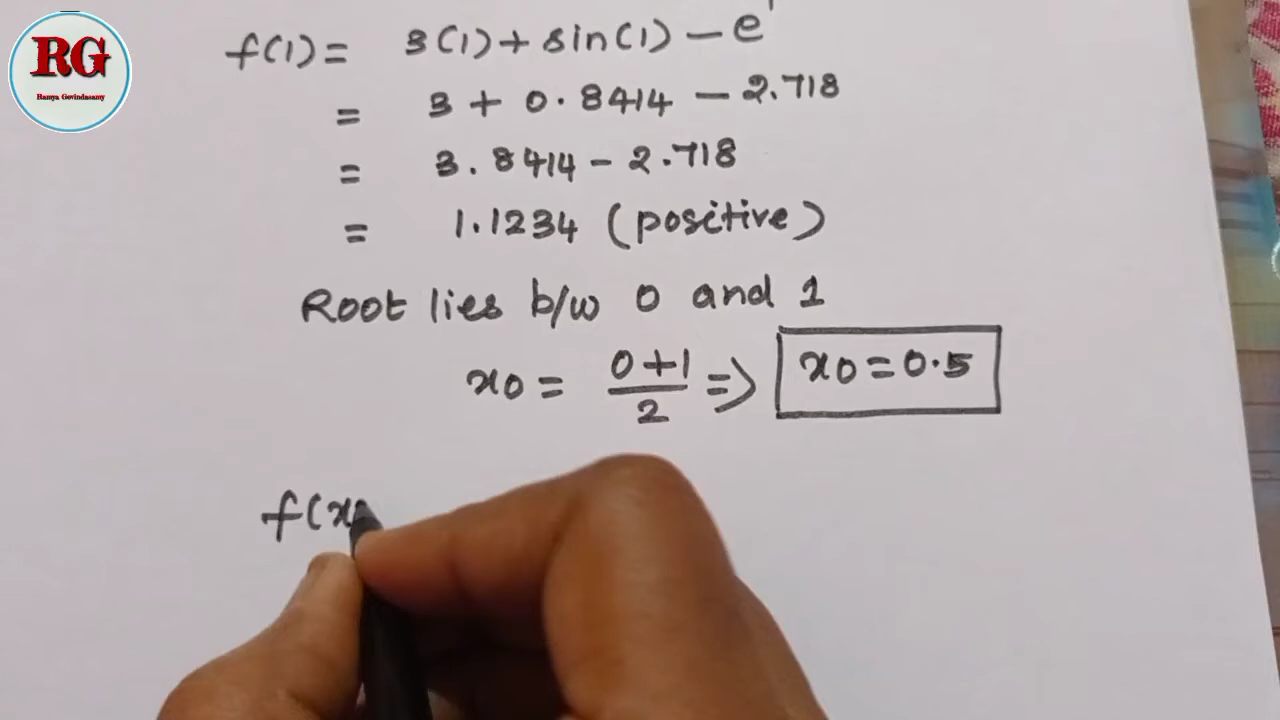 RG
Ramya Govindasamy
f(1) = 3(1) + sin(1) - e¹
= 3 + 0.8414 - 2.718
= 3.8414 - 2.718
= 1.1234 (positive)
Root lies b/w 0 and 1
x0 = 0+1/2 => x0 = 0.5
f(x